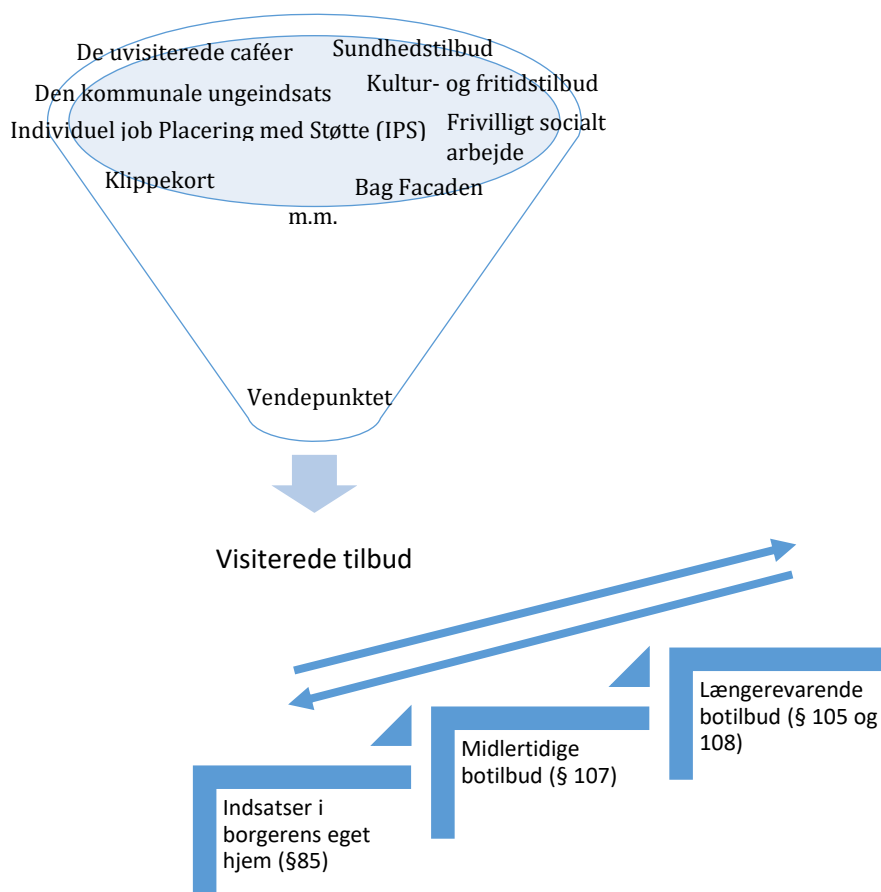 De uvisiterede caféer
Sundhedstilbud
Den kommunale ungeindsats
Kultur- og fritidstilbud
Individuel job Placering med Støtte (IPS)
Frivilligt socialt
arbejde
Klippekort
Bag Facaden
m.m.
Vendepunktet
Visiterede tilbud
Længerevarende
botilbud (§ 105 og
108)
Midlertidige
botilbud (§ 107)
Indsatser i
borgerens eget
hjem (§85)